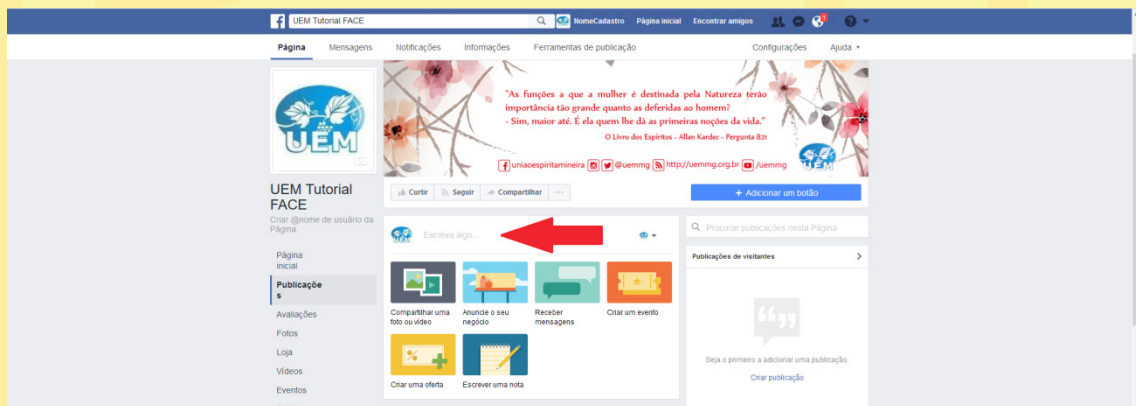 UEM Tutorial FACE
NomeCadastro Página inicial Encontrar amigos
Página Mensagens Notificações Informações Ferramentas de publicação Configurações Ajuda
UEM
"As funções a que a mulher é destinada pela Natureza terão
importância tão grande quanto as deferidas ao homem?
- Sim, maior até. É ela quem lhe dá as primeiras noções da vida."
O Livro dos Espíritos - Allan Kardec - Pergunta 821
uniaoespiritamineira @uemmg http://uemmg.org.br /uemmg
UEM
UEM Tutorial
FACE
Criar @nome de usuário da
Página
Curtir Seguir Compartilhar ...
+ Adicionar um botão
UEM
Escreva algo...
Procurar publicações nesta Página
Página
inicial
Publicaçõe
s
Avaliações
Fotos
Loja
Vídeos
Eventos
Compartilhar uma
foto ou vídeo
Anuncie o seu
negócio
Receber
mensagens
Criar um evento
Criar uma oferta
Escrever uma nota
Publicações de visitantes
Seja o primeiro a adicionar uma publicação
Criar publicação